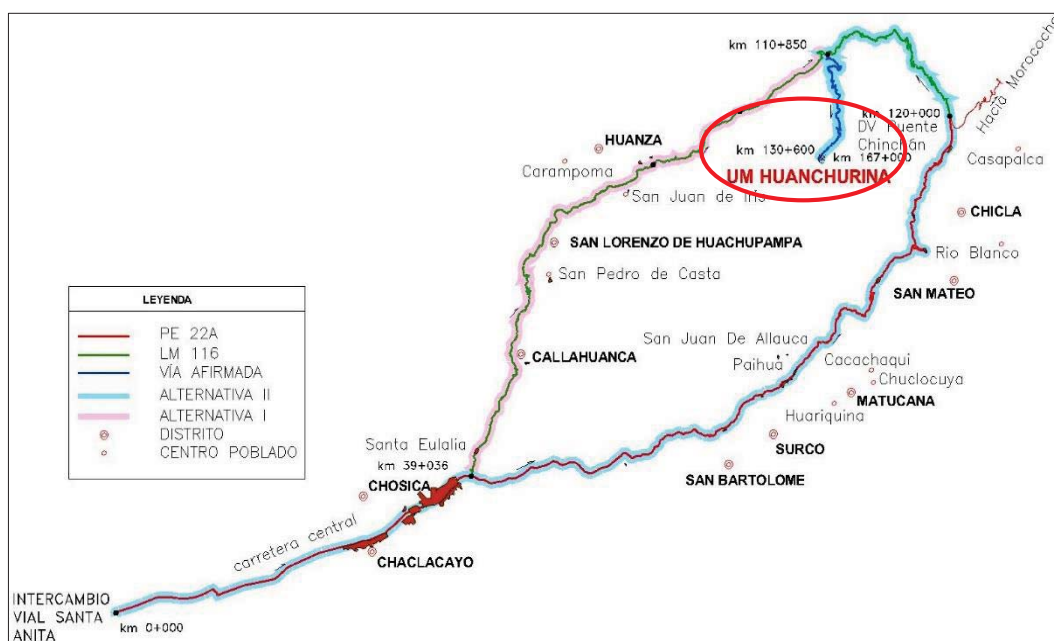 km 110+850
Hacia Morococha
km 120+000
DV Puente
Chinchán
HUANZA
km 130+600
km 167+000
Carampoma
UM HUANCHURINA
Casapalca
San Juan de Iris
CHICLA
SAN LORENZO DE HUACHUPAMPA
Rio Blanco
San Pedro de Casta
SAN MATEO
LEYENDA
PE 22A
LM 116
VÍA AFIRMADA
ALTERNATIVA II
ALTERNATIVA I
DISTRITO
CENTRO POBLADO
San Juan De Allauca
CALLAHUANCA
Paihua
Cacachaqui
Chuclocuya
MATUCANA
Huariquina
Santa Eulalia
SURCO
km 39+036
SAN BARTOLOME
CHOSICA
carretera central
CHACLACAYO
INTERCAMBIO
VIAL SANTA
ANITA
km 0+000